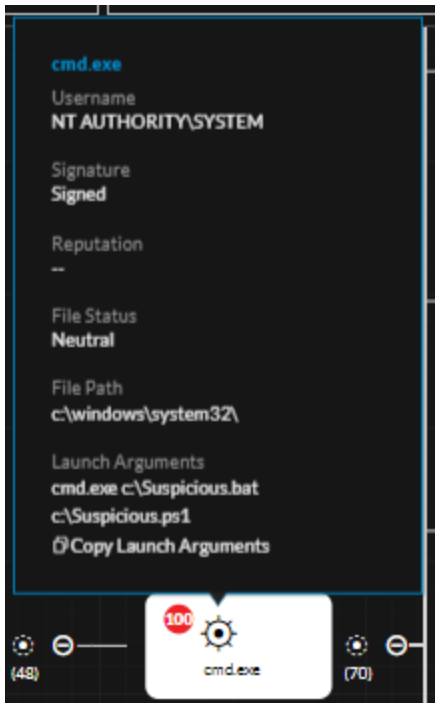 cmd.exe
Username
NT AUTHORITY\SYSTEM
Signature
Signed
Reputation
--
File Status
Neutral
File Path
c:\windows\system32\
Launch Arguments
cmd.exe c:\Suspicious.bat
c:\Suspicious.ps1
Copy Launch Arguments
100
cmd.exe
(48)
(70)